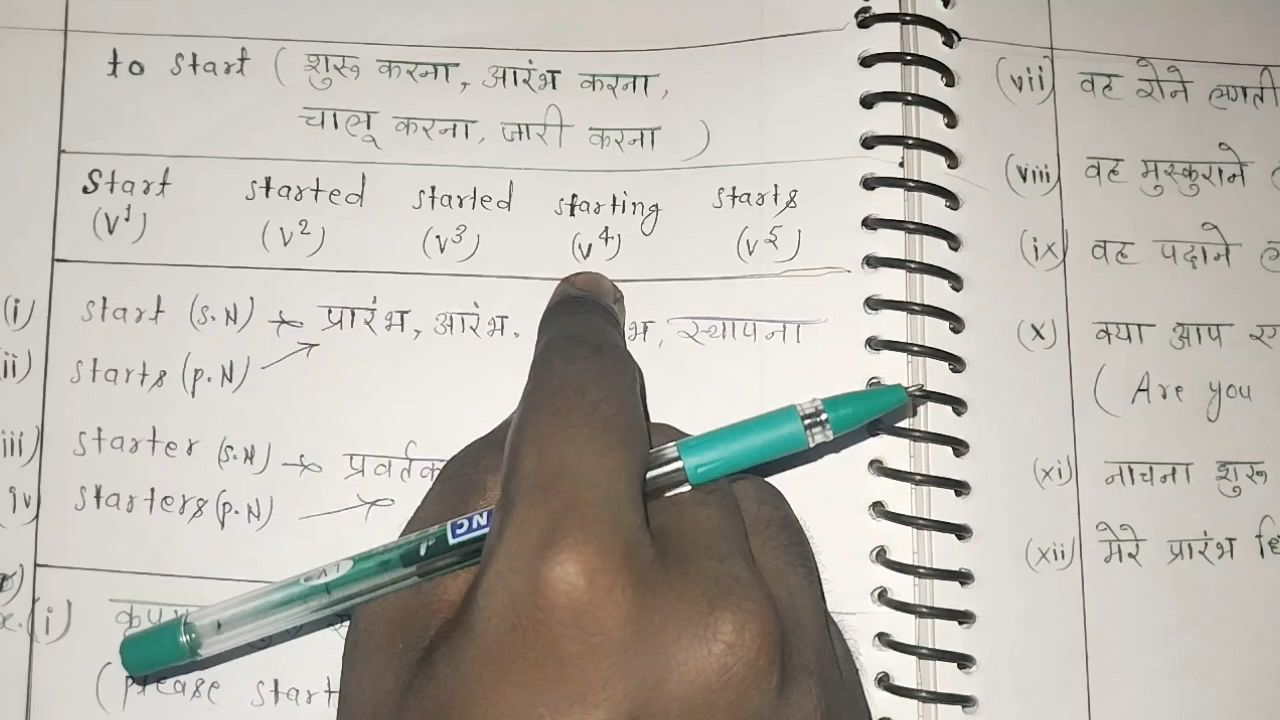 to start ( शुरू करना, आरंभ करना,
चालू करना, जारी करना )
Start started started starting starts
(V1) (V2) (V3) (V4) (V5)
(i) start (S.N) → प्रारंभ, आरंभ. भ, स्थापना
ii) starts (P.N)
iii) starter (S.N) → प्रवर्तक
starters (P.N)
(i)
(please start
NC
(vii) वह रोने लगती
(viii) वह मुस्कुराने
(ix) वह पढ़ाने
(x) क्या आप
( Are you
(xi) नाचना शुरू
(xii) मेरे प्रारंभ